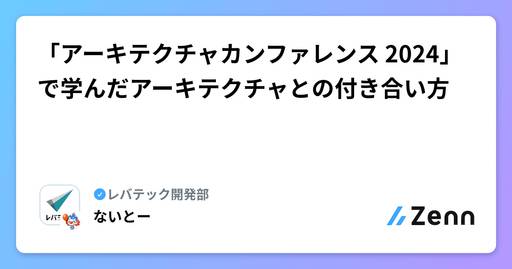 「アーキテクチャカンファレンス 2024」
で学んだアーキテクチャとの付き合い方
レバテック開発部
ないとー
Zenn